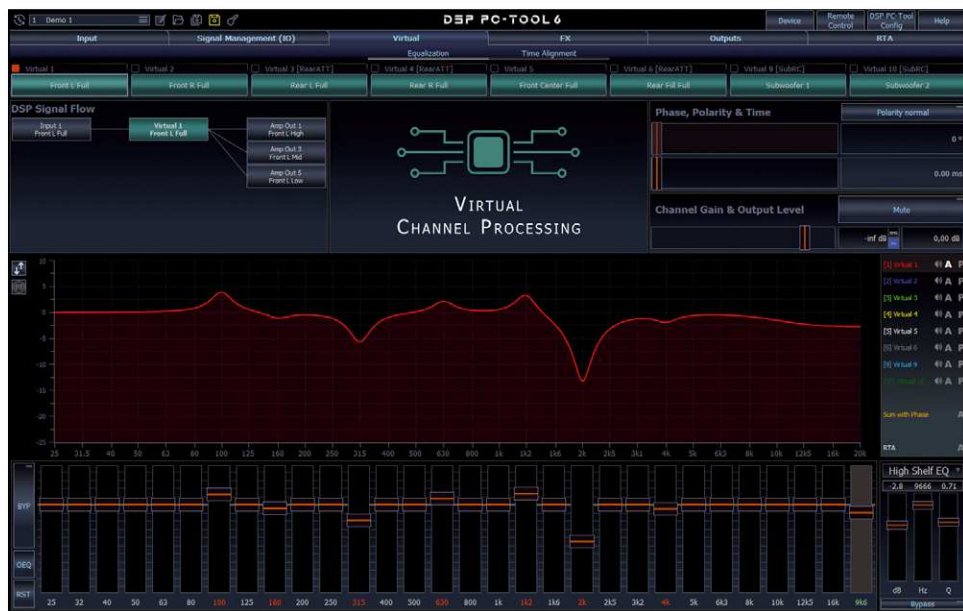 1 Demo 1
DSP PC-TOOL 6
Device
Remote Control
DSP PC-Tool Config
Help
Input
Signal Management (IO)
Virtual
FX
Outputs
RTA
Equalization
Time Alignment
Virtual 1
Virtual 2
Virtual 3 [RearATT]
Virtual 4 [RearATT]
Virtual 5
Virtual 6 [RearATT]
Virtual 9 [SubRC]
Virtual 10 [SubRC]
Front L Full
Front R Full
Rear L Full
Rear R Full
Front Center Full
Rear Fill Full
Subwoofer 1
Subwoofer 2
DSP Signal Flow
Input 1
Front L Full
Virtual 1
Front L Full
Amp Out 1
Front L High
Amp Out 3
Front L Mid
Amp Out 5
Front L Low
VIRTUAL
CHANNEL PROCESSING
Phase, Polarity & Time
Polarity normal
0 °
0.00 ms
Channel Gain & Output Level
Mute
-inf dB
0,00 dB
10
5
0
-5
-10
-15
-20
-25
25 31.5 40 50 63 80 100 125 160 200 250 315 400 500 630 800 1k 1k2 1k6 2k 2k5 3k1 4k 5k 6k3 8k 10k 12k5 16k 20k
[1] Virtual 1 A P
[2] Virtual 2 A P
[3] Virtual 3 A P
[4] Virtual 4 A P
[5] Virtual 5 A P
[6] Virtual 6 A P
[9] Virtual 9 A P
A P
Sum with Phase A
RTA A
BYP
OEQ
RST
25 32 40 50 63 80 100 125 160 200 250 315 400 500 630 800 1k 1k2 1k6 2k 2k5 3k2 4k 5k 6k3 8k 10k 12k5 16k 9k6
High Shelf EQ
-2.8 9666 0.71
dB Hz Q
Bypass